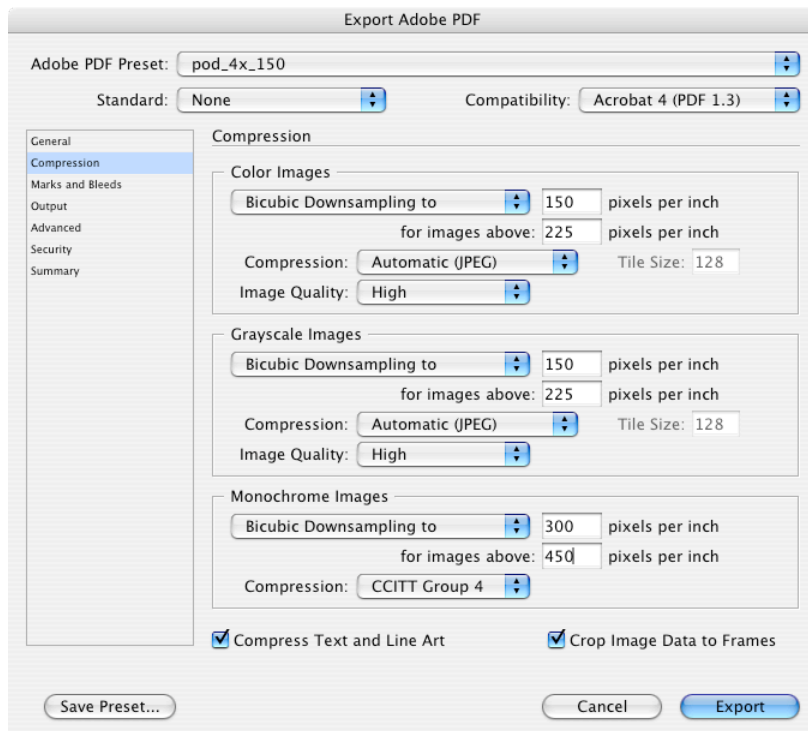 Export Adobe PDF
Adobe PDF Preset: pod_4x_150
Standard: None Compatibility: Acrobat 4 (PDF 1.3)
General
Compression
Marks and Bleeds
Output
Advanced
Security
Summary
Compression
Color Images
Bicubic Downsampling to 150 pixels per inch
for images above: 225 pixels per inch
Compression: Automatic (JPEG) Tile Size: 128
Image Quality: High
Grayscale Images
Bicubic Downsampling to 150 pixels per inch
for images above: 225 pixels per inch
Compression: Automatic (JPEG) Tile Size: 128
Image Quality: High
Monochrome Images
Bicubic Downsampling to 300 pixels per inch
for images above: 450 pixels per inch
Compression: CCITT Group 4
Compress Text and Line Art Crop Image Data to Frames
Save Preset... Cancel Export